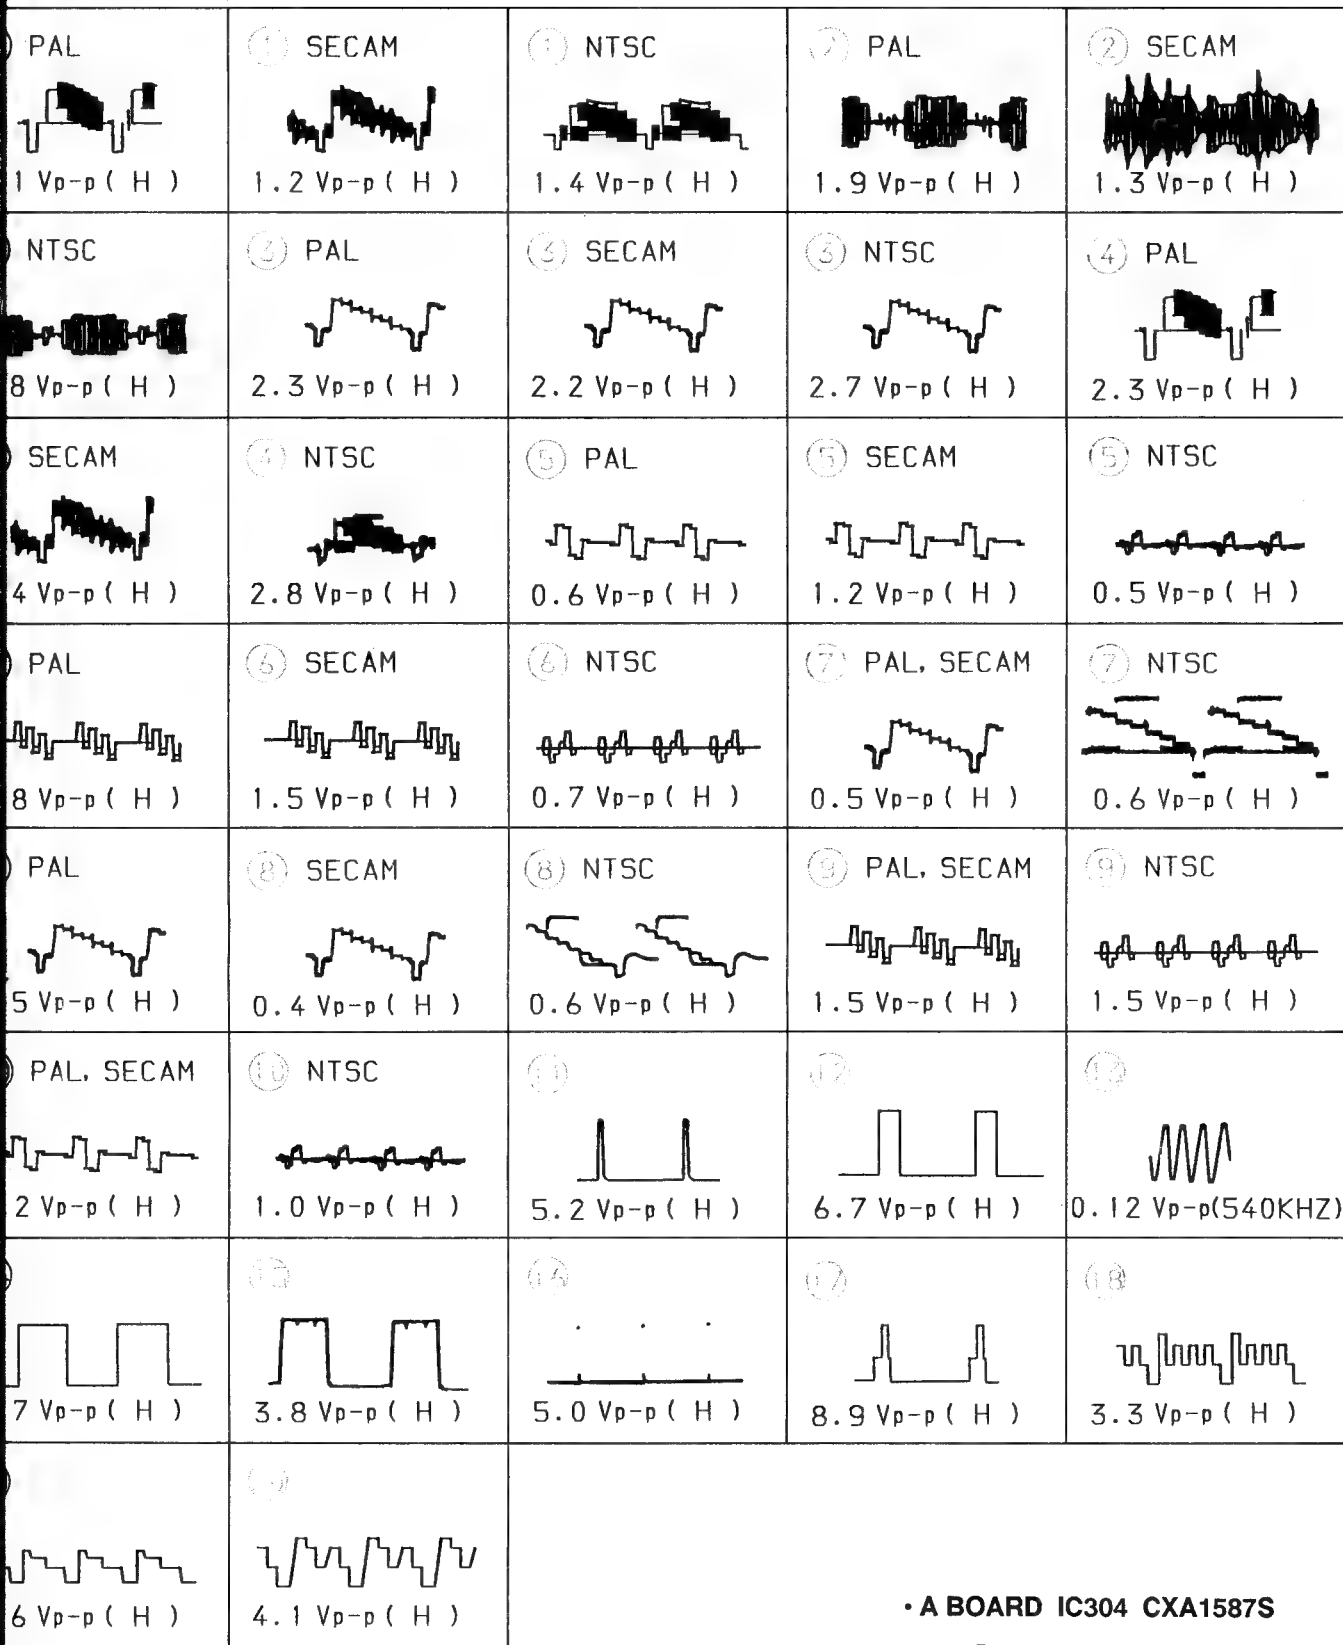 PAL
1 Vp-p ( H )
① SECAM
1.2 Vp-p ( H )
① NTSC
1.4 Vp-p ( H )
② PAL
1.9 Vp-p ( H )
② SECAM
1.3 Vp-p ( H )
NTSC
8 Vp-p ( H )
③ PAL
2.3 Vp-p ( H )
③ SECAM
2.2 Vp-p ( H )
③ NTSC
2.7 Vp-p ( H )
④ PAL
2.3 Vp-p ( H )
SECAM
4 Vp-p ( H )
④ NTSC
2.8 Vp-p ( H )
⑤ PAL
0.6 Vp-p ( H )
⑤ SECAM
1.2 Vp-p ( H )
⑤ NTSC
0.5 Vp-p ( H )
PAL
8 Vp-p ( H )
⑥ SECAM
1.5 Vp-p ( H )
⑥ NTSC
0.7 Vp-p ( H )
⑦ PAL, SECAM
0.5 Vp-p ( H )
⑦ NTSC
0.6 Vp-p ( H )
PAL
5 Vp-p ( H )
⑧ SECAM
0.4 Vp-p ( H )
⑧ NTSC
0.6 Vp-p ( H )
⑨ PAL, SECAM
1.5 Vp-p ( H )
⑨ NTSC
1.5 Vp-p ( H )
PAL, SECAM
2 Vp-p ( H )
⑩ NTSC
1.0 Vp-p ( H )
⑪
5.2 Vp-p ( H )
⑫
6.7 Vp-p ( H )
⑬
0.12 Vp-p(540KHZ)
7 Vp-p ( H )
⑮
3.8 Vp-p ( H )
⑯
5.0 Vp-p ( H )
⑰
8.9 Vp-p ( H )
⑱
3.3 Vp-p ( H )
6 Vp-p ( H )
4.1 Vp-p ( H )
• A BOARD IC304 CXA1587S